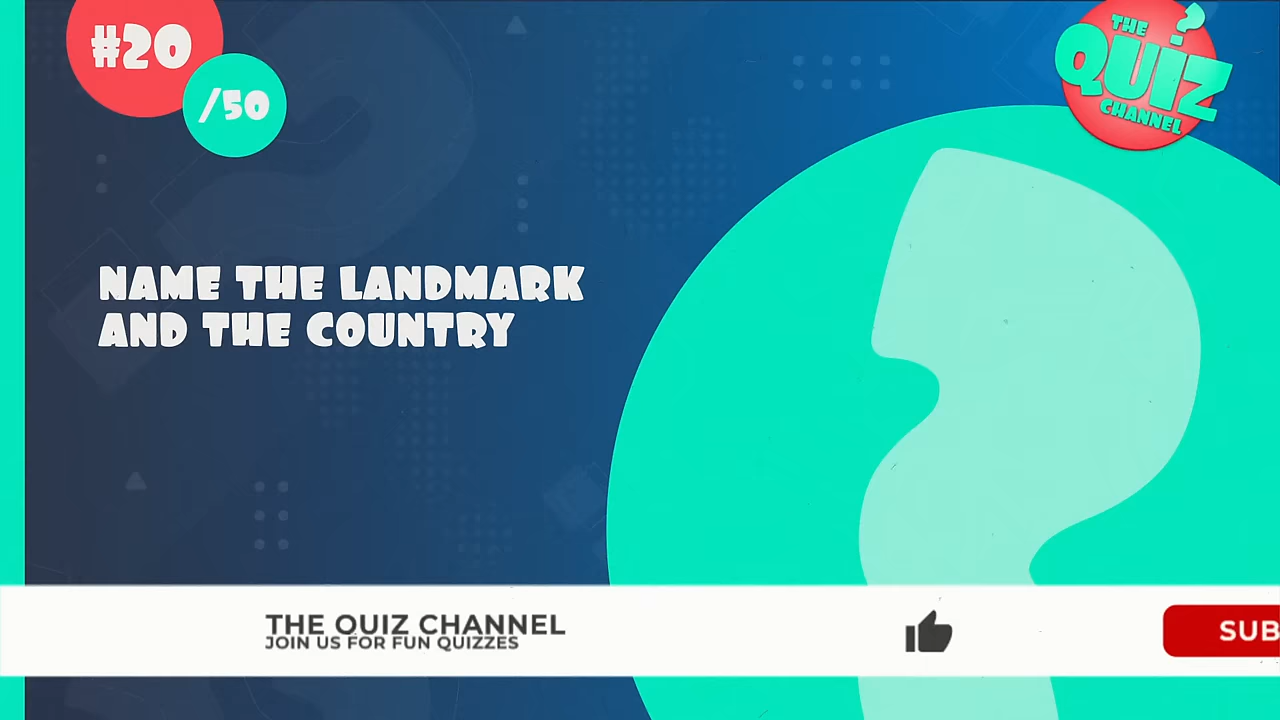 #20
/50
THE
QUIZ
CHANNEL
NAME THE LANDMARK
AND THE COUNTRY
THE QUIZ CHANNEL
JOIN US FOR FUN QUIZZES
SUB